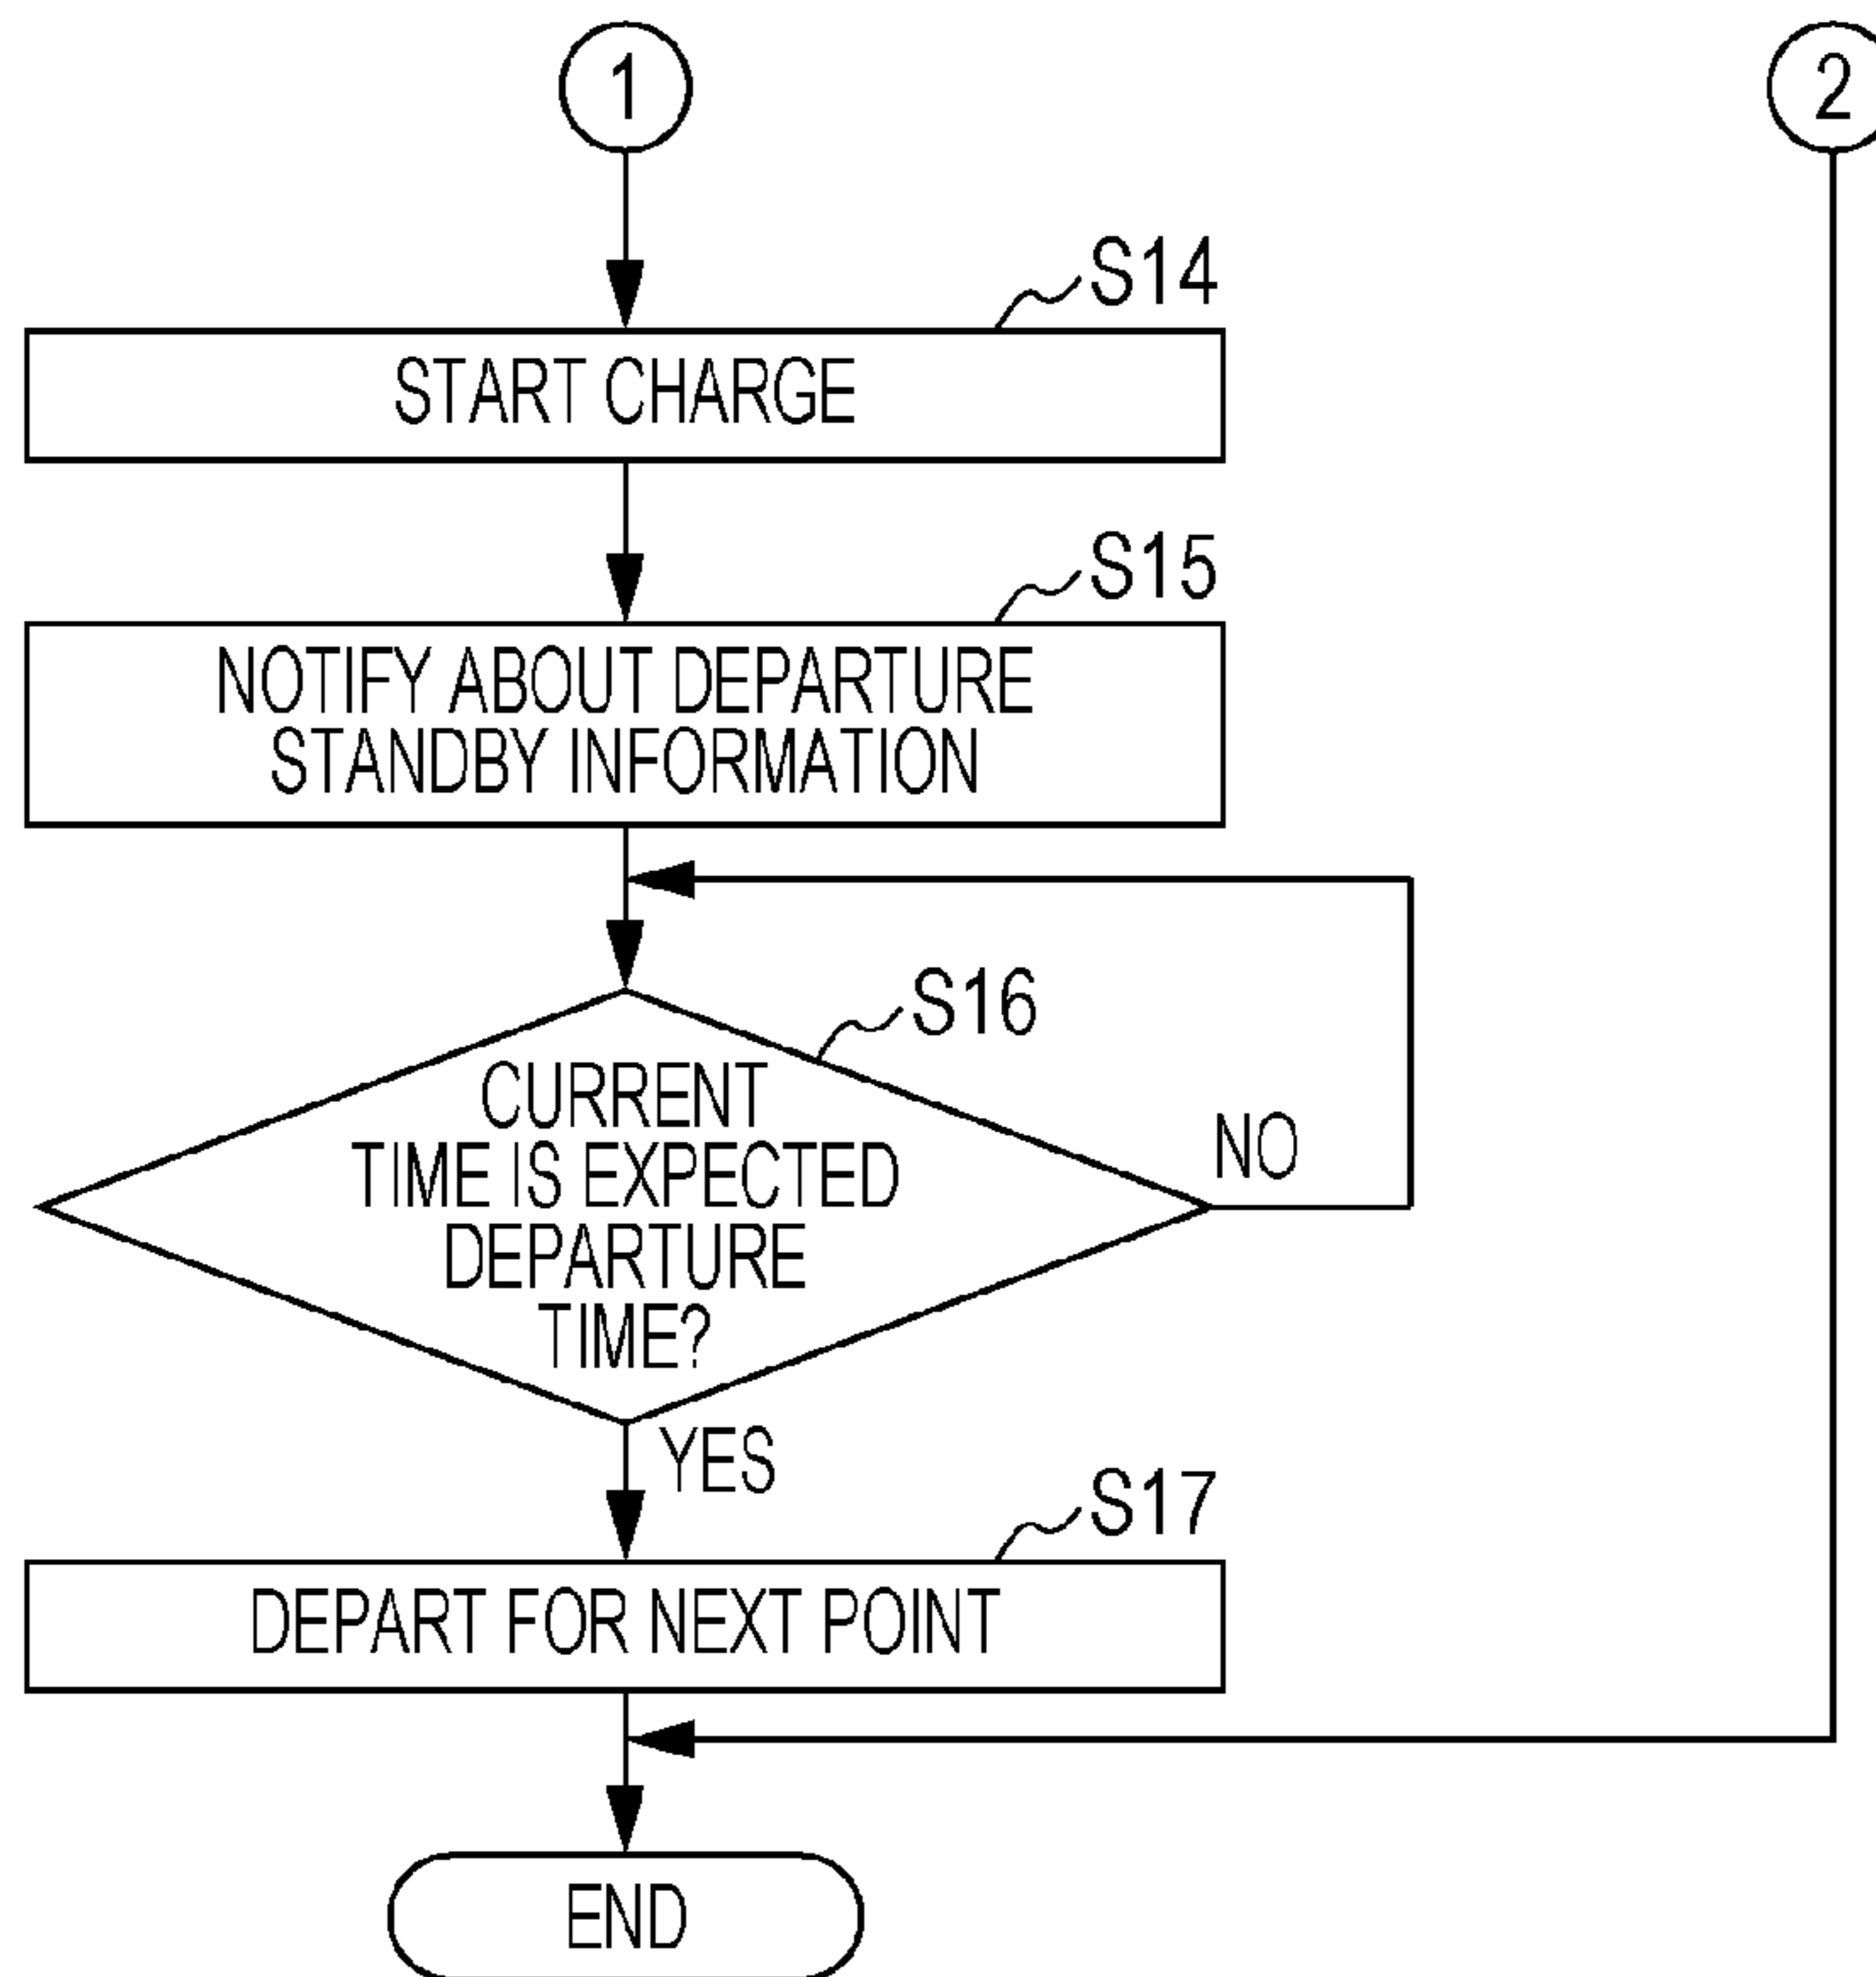 1
2
S14
START CHARGE
S15
NOTIFY ABOUT DEPARTURE
STANDBY INFORMATION
S16
CURRENT
TIME IS EXPECTED
DEPARTURE
TIME?
NO
YES
S17
DEPART FOR NEXT POINT
END